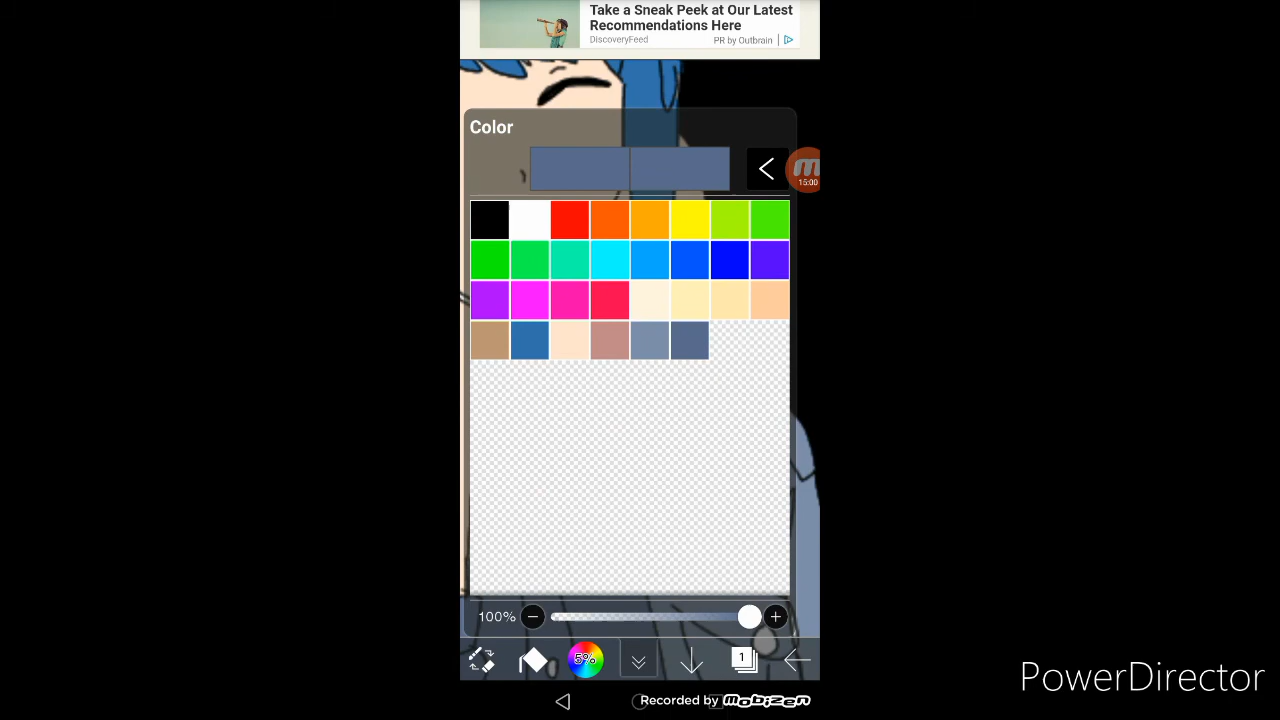 Take a Sneak Peek at Our Latest
Recommendations Here
DiscoveryFeed
PR by Outbrain
Color
15:00
100%
5%
1
Recorded by mobizen
PowerDirector